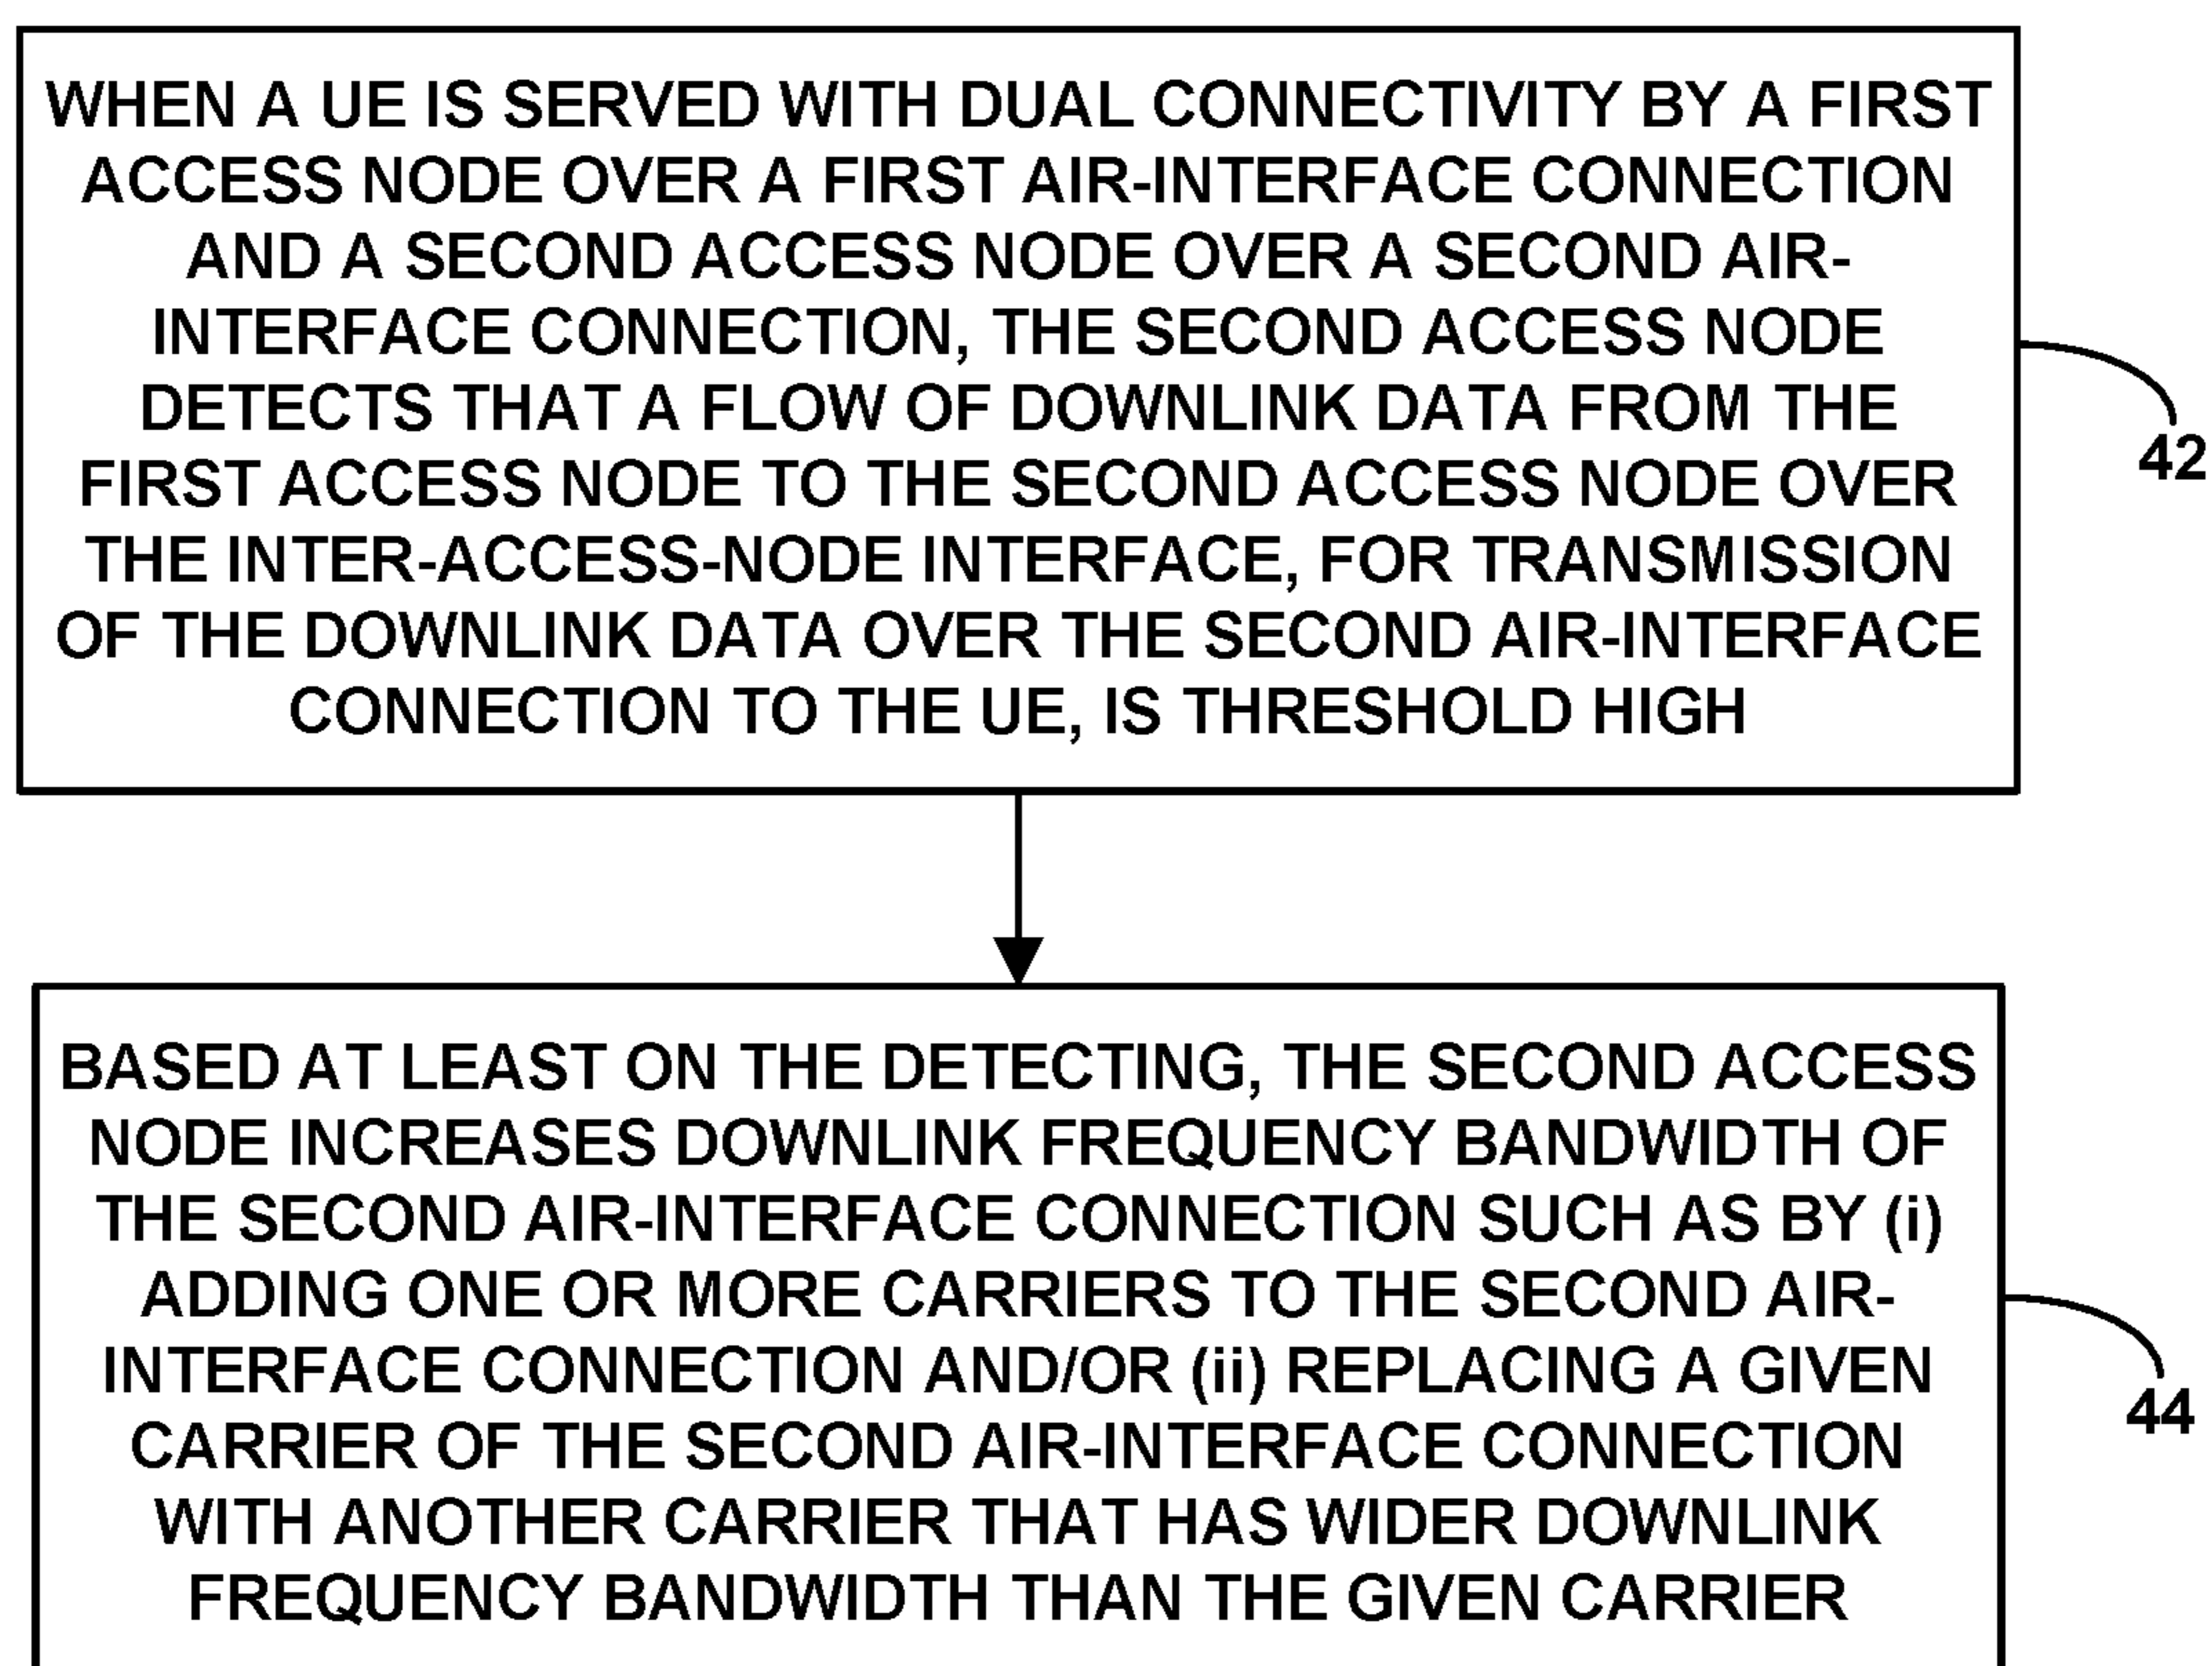 WHEN A UE IS SERVED WITH DUAL CONNECTIVITY BY A FIRST
ACCESS NODE OVER A FIRST AIR-INTERFACE CONNECTION
AND A SECOND ACCESS NODE OVER A SECOND AIR-
INTERFACE CONNECTION, THE SECOND ACCESS NODE
DETECTS THAT A FLOW OF DOWNLINK DATA FROM THE
FIRST ACCESS NODE TO THE SECOND ACCESS NODE OVER
THE INTER-ACCESS-NODE INTERFACE, FOR TRANSMISSION
OF THE DOWNLINK DATA OVER THE SECOND AIR-INTERFACE
CONNECTION TO THE UE, IS THRESHOLD HIGH
42
BASED AT LEAST ON THE DETECTING, THE SECOND ACCESS
NODE INCREASES DOWNLINK FREQUENCY BANDWIDTH OF
THE SECOND AIR-INTERFACE CONNECTION SUCH AS BY (i)
ADDING ONE OR MORE CARRIERS TO THE SECOND AIR-
INTERFACE CONNECTION AND/OR (ii) REPLACING A GIVEN
CARRIER OF THE SECOND AIR-INTERFACE CONNECTION
WITH ANOTHER CARRIER THAT HAS WIDER DOWNLINK
FREQUENCY BANDWIDTH THAN THE GIVEN CARRIER
44